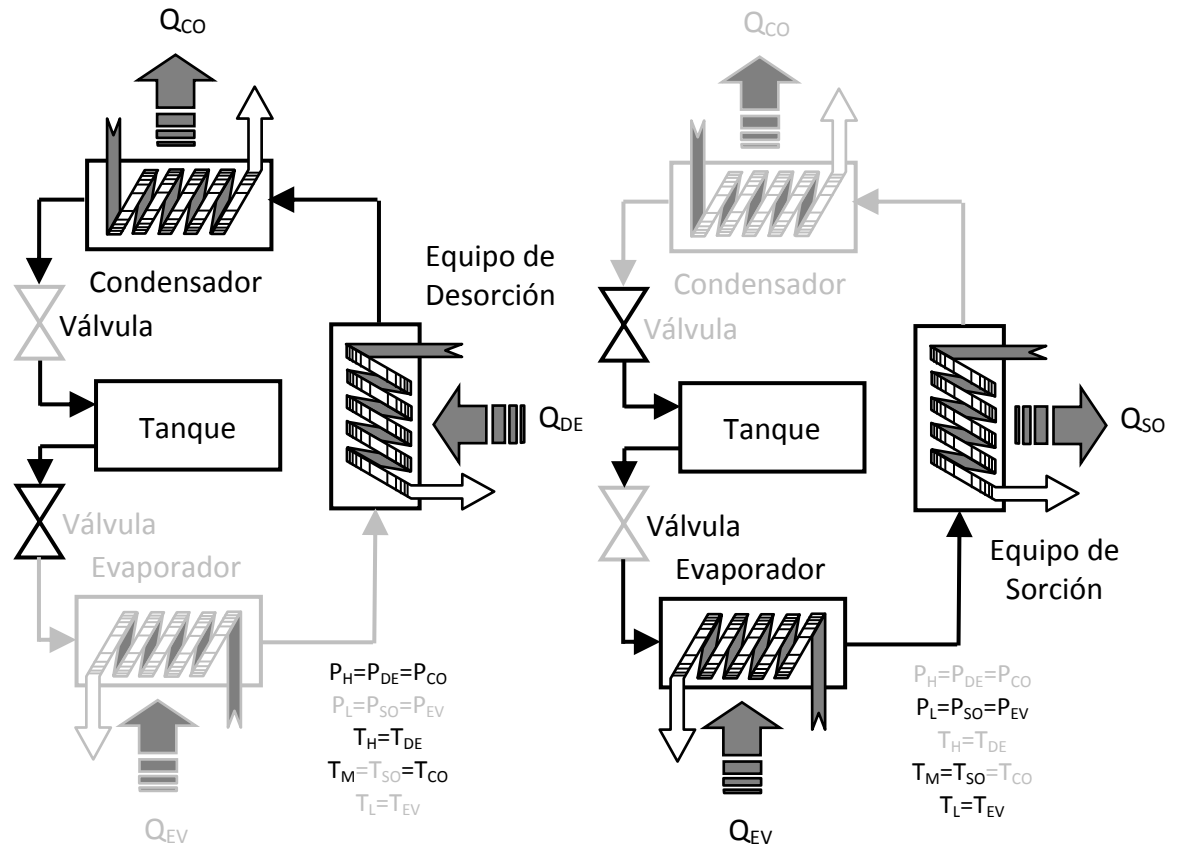 Q_CO
Condensador
Equipo de
Desorción
Válvula
Tanque
Q_DE
Válvula
Evaporador
P_H=P_DE=P_CO
P_L=P_SO=P_EV
T_H=T_DE
T_M=T_SO=T_CO
T_L=T_EV
Q_EV
Q_CO
Condensador
Válvula
Tanque
Q_SO
Válvula
Equipo de
Sorción
Evaporador
P_H=P_DE=P_CO
P_L=P_SO=P_EV
T_H=T_DE
T_M=T_SO=T_CO
T_L=T_EV
Q_EV